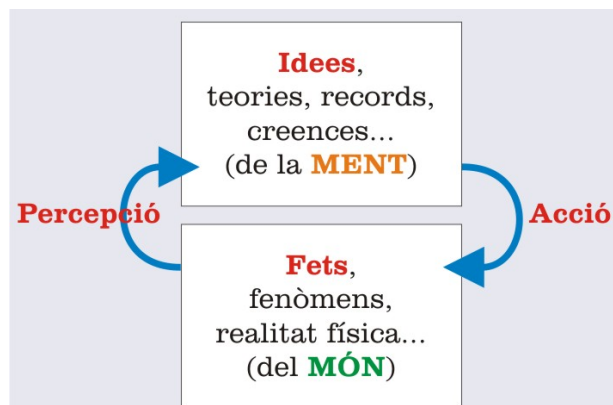 Idees,
teories, records,
creences...
(de la MENT)
Percepció
Acció
Fets,
fenòmens,
realitat física...
(del MÓN)